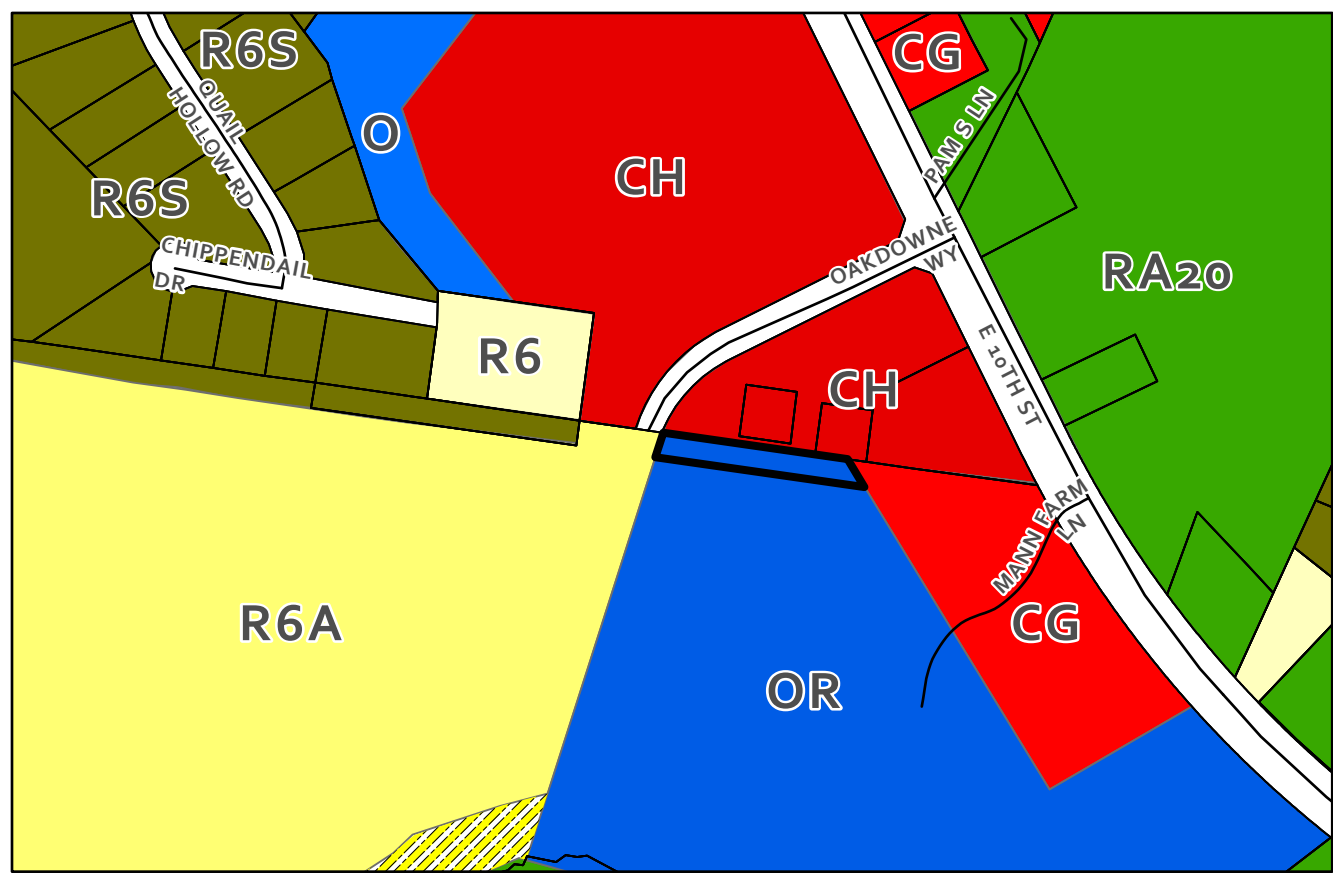 R6S
CG
QUAIL
HOLLOW RD
O
PAM S LN
CH
R6S
OAKDOWNE
WY
CHIPPENDAIL
DR
RA20
R6
E 10TH ST
CH
MANN FARM
LN
R6A
CG
OR